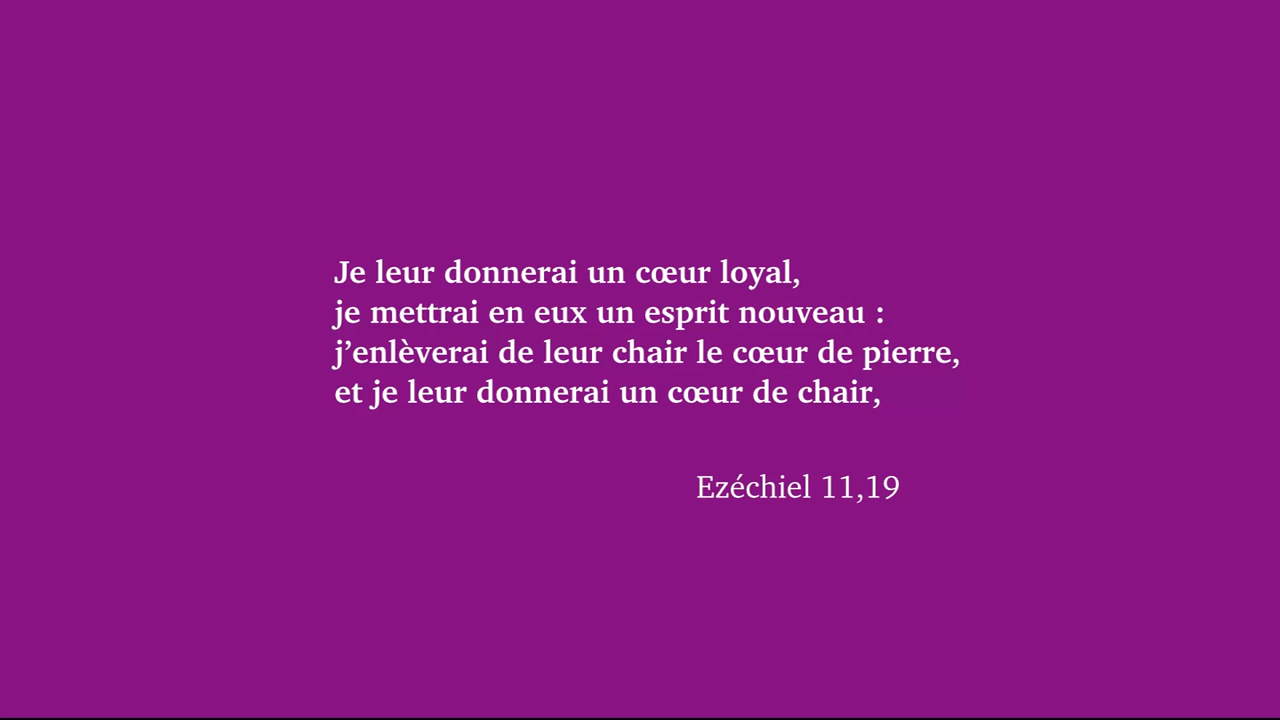 Je leur donnerai un cœur loyal,
je mettrai en eux un esprit nouveau :
j’enlèverai de leur chair le cœur de pierre,
et je leur donnerai un cœur de chair,
Ezéchiel 11,19